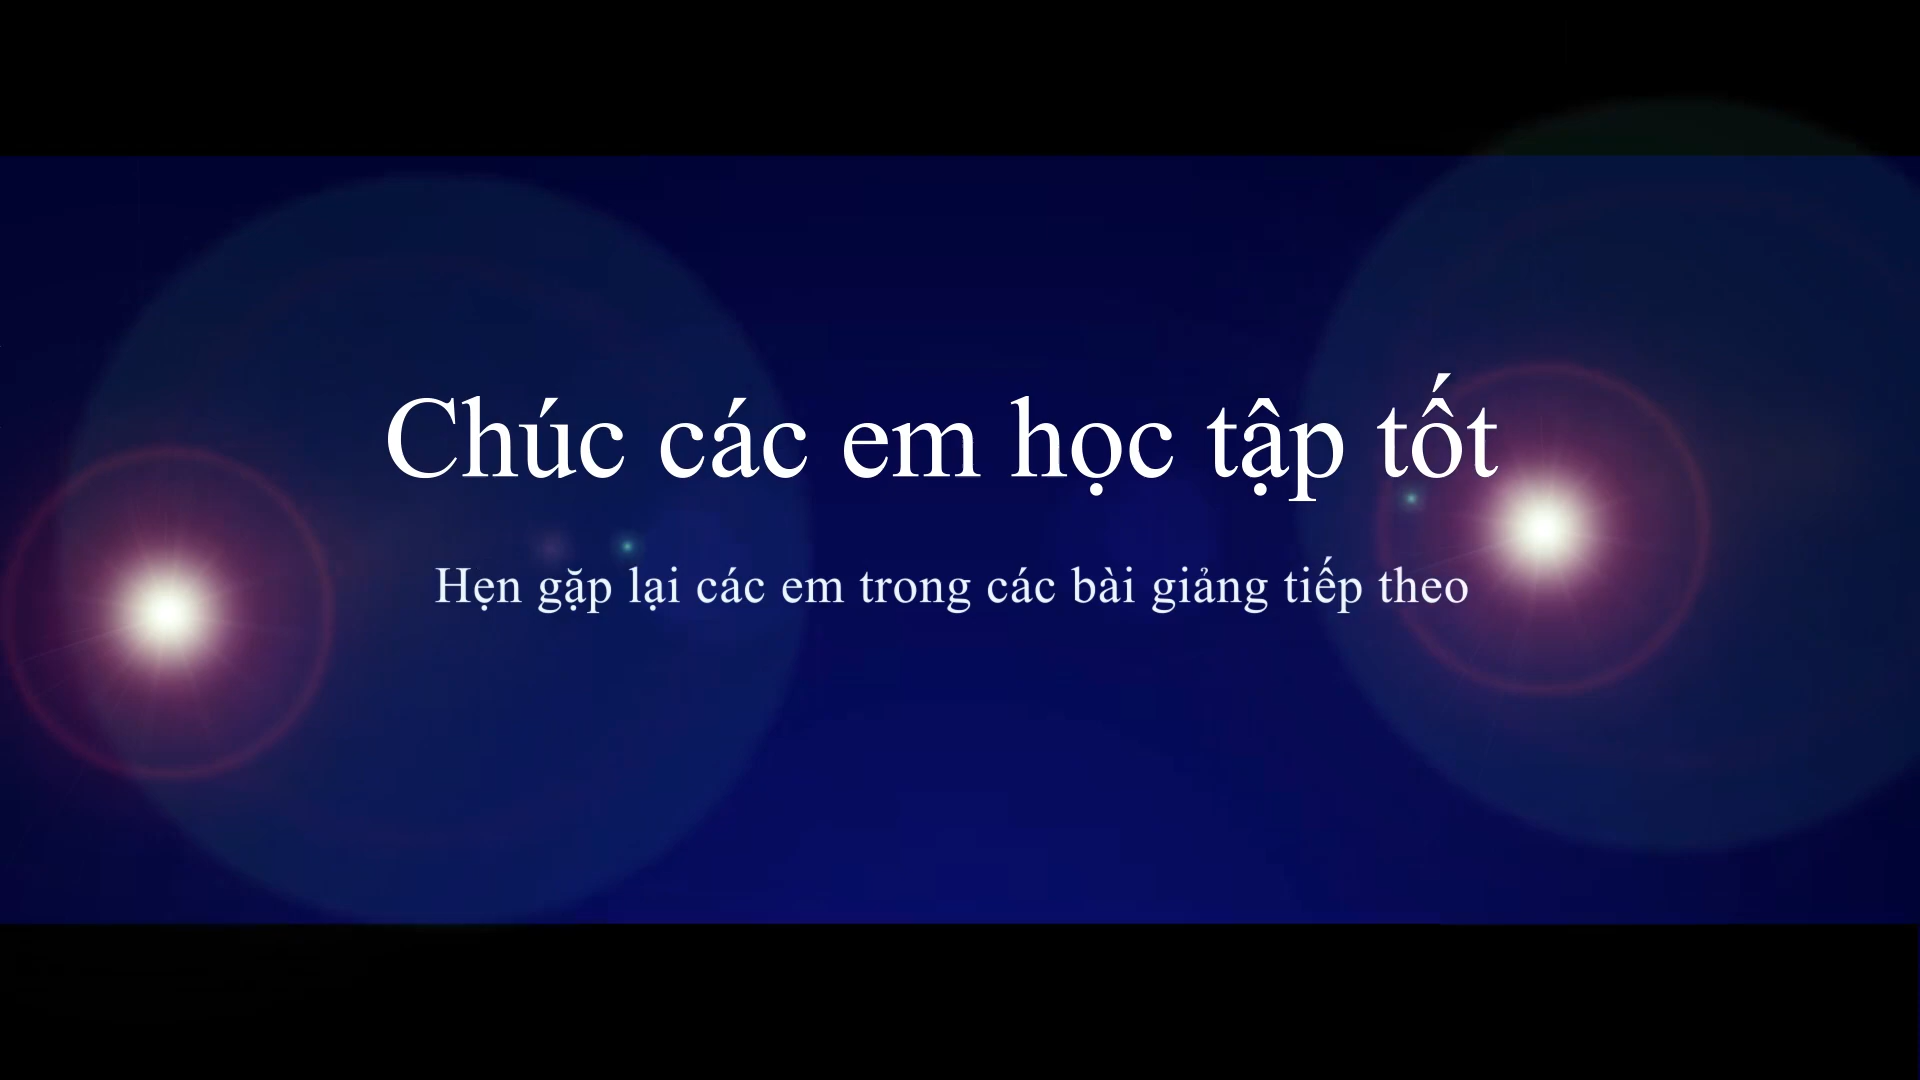 Chúc các em học tập tốt
Hẹn gặp lại các em trong các bài giảng tiếp theo